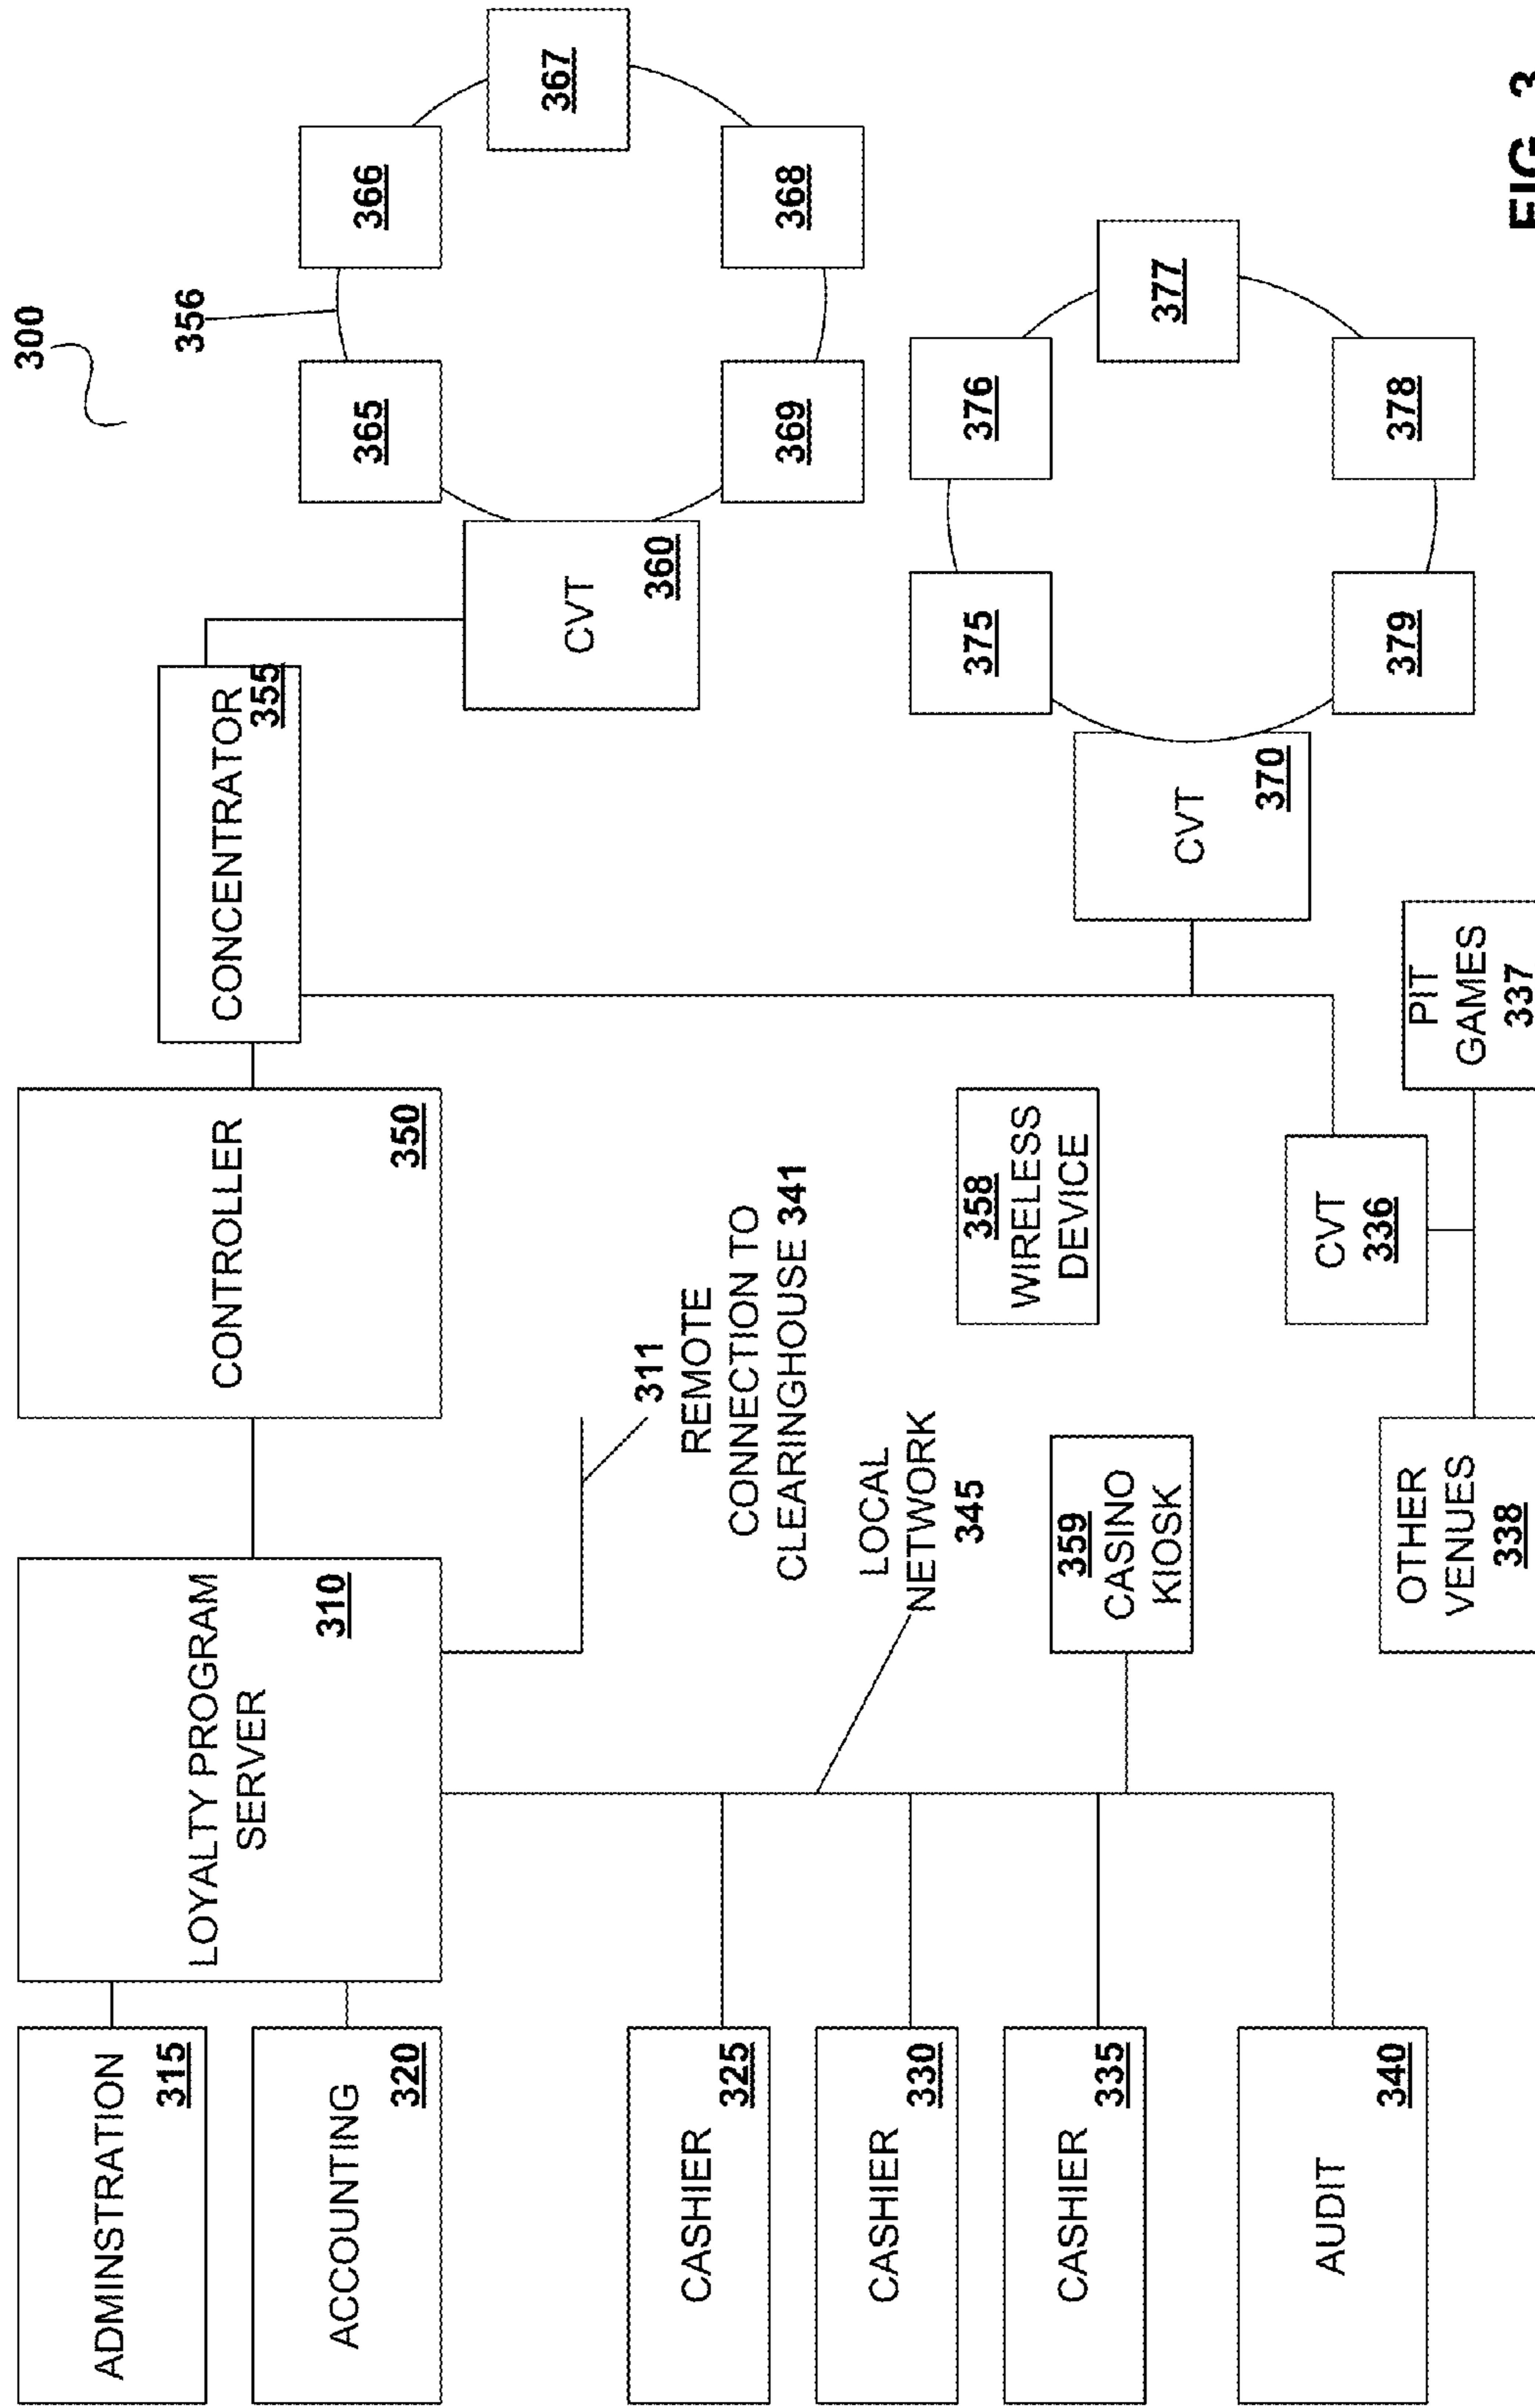 300
ADMINSTRATION
315
LOYALTY PROGRAM
SERVER
310
CONTROLLER
350
CONCENTRATOR
355
356
ACCOUNTING
320
365
366
367
368
369
CVT
360
311
REMOTE
CONNECTION TO
CLEARINGHOUSE 341
CASHIER
325
CASHIER
330
CASHIER
335
LOCAL
NETWORK
345
358
WIRELESS
DEVICE
359
CASINO
KIOSK
CVT
370
375
376
377
378
379
AUDIT
340
CVT
336
OTHER
VENUES
338
PIT
GAMES
337
FIG. 3